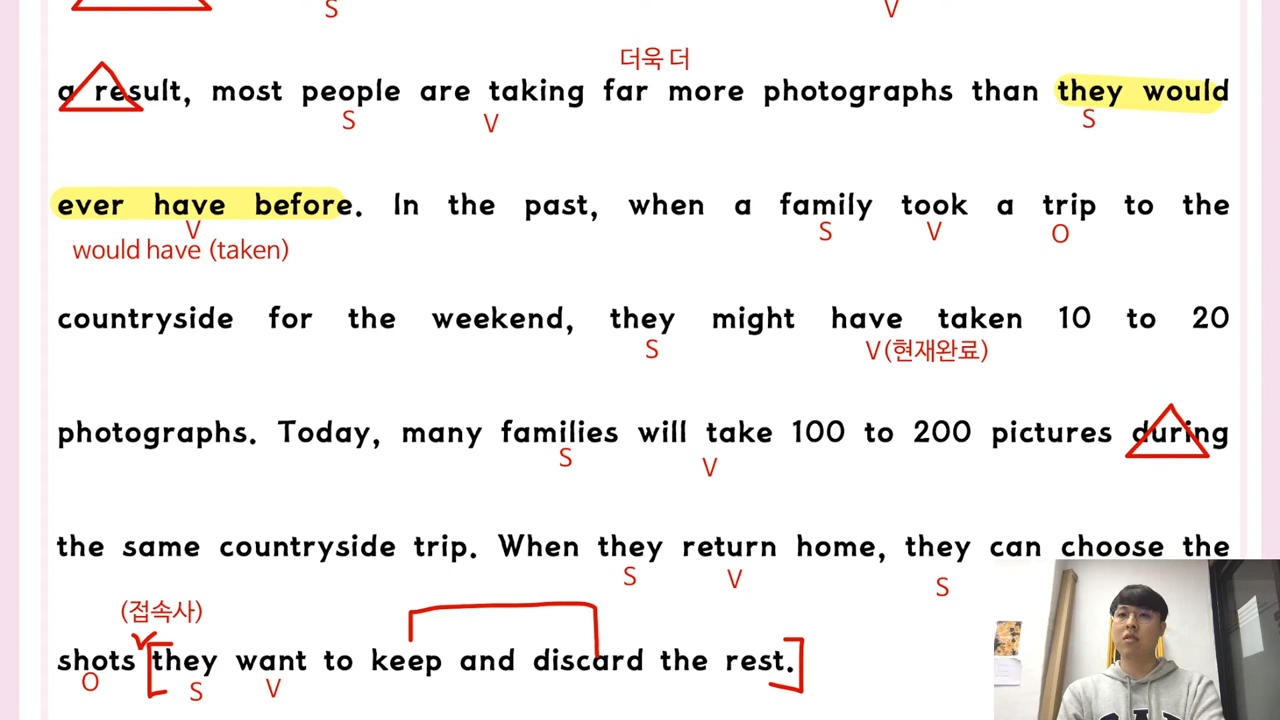 S V
더욱 더
a result, most people are taking far more photographs than they would
S V S
ever have before. In the past, when a family took a trip to the
V S V O
would have (taken)
countryside for the weekend, they might have taken 10 to 20
S V(현재완료)
photographs. Today, many families will take 100 to 200 pictures during
S V
the same countryside trip. When they return home, they can choose the
S V S
(접속사)
shots they want to keep and discard the rest.
O S V